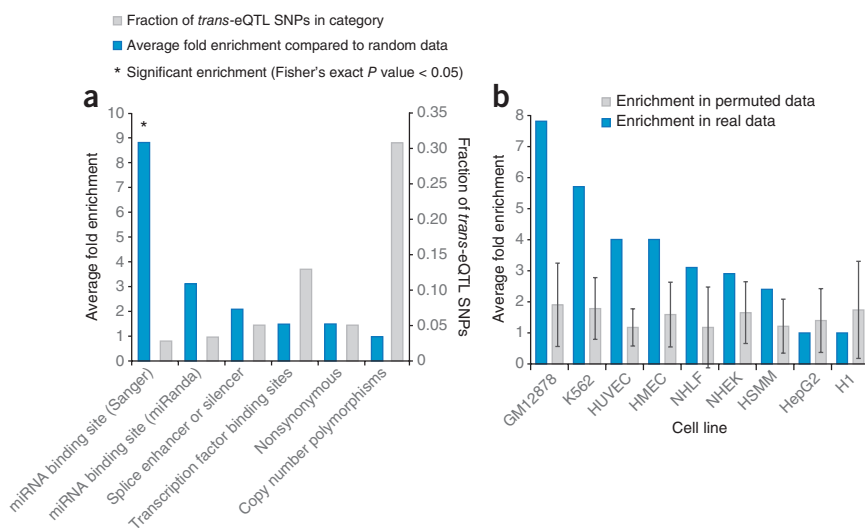 Fraction of trans-eQTL SNPs in category
Average fold enrichment compared to random data
* Significant enrichment (Fisher's exact P value < 0.05)
a
10
9
8
7
6
5
4
3
2
1
0
Average fold enrichment
*
0.35
0.30
0.25
0.20
0.15
0.10
0.05
0
Fraction of trans-eQTL SNPs
miRNA binding site (Sanger)
miRNA binding site (miRanda)
Splice enhancer or silencer
Transcription factor binding sites
Nonsynonymous
Copy number polymorphisms
b
Enrichment in permuted data
Enrichment in real data
8
7
6
5
4
3
2
1
0
Average fold enrichment
GM12878
K562
HUVEC
HMEC
NHLF
NHEK
HSMM
HepG2
H1
Cell line